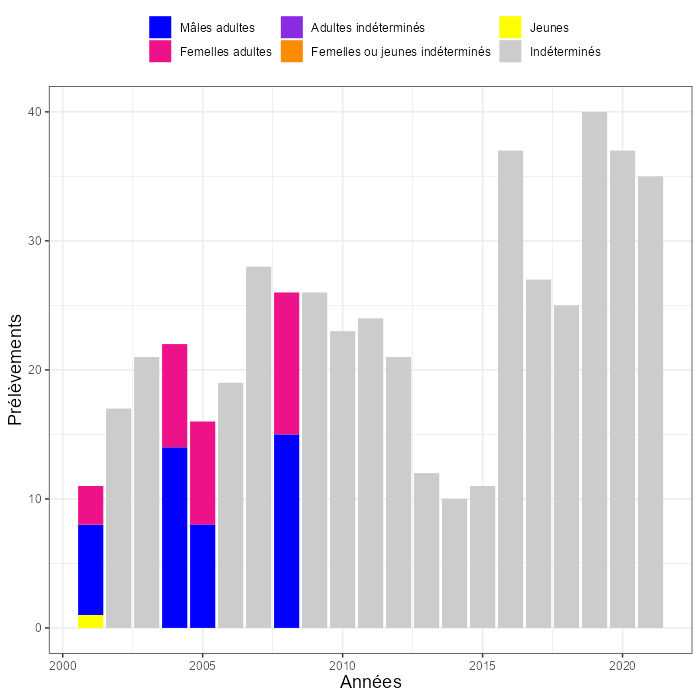 Mâles adultes Adultes indéterminés Jeunes
Femelles adultes Femelles ou jeunes indéterminés Indéterminés
40
30
20
10
0
Prélèvements
2000 2005 2010 2015 2020
Années